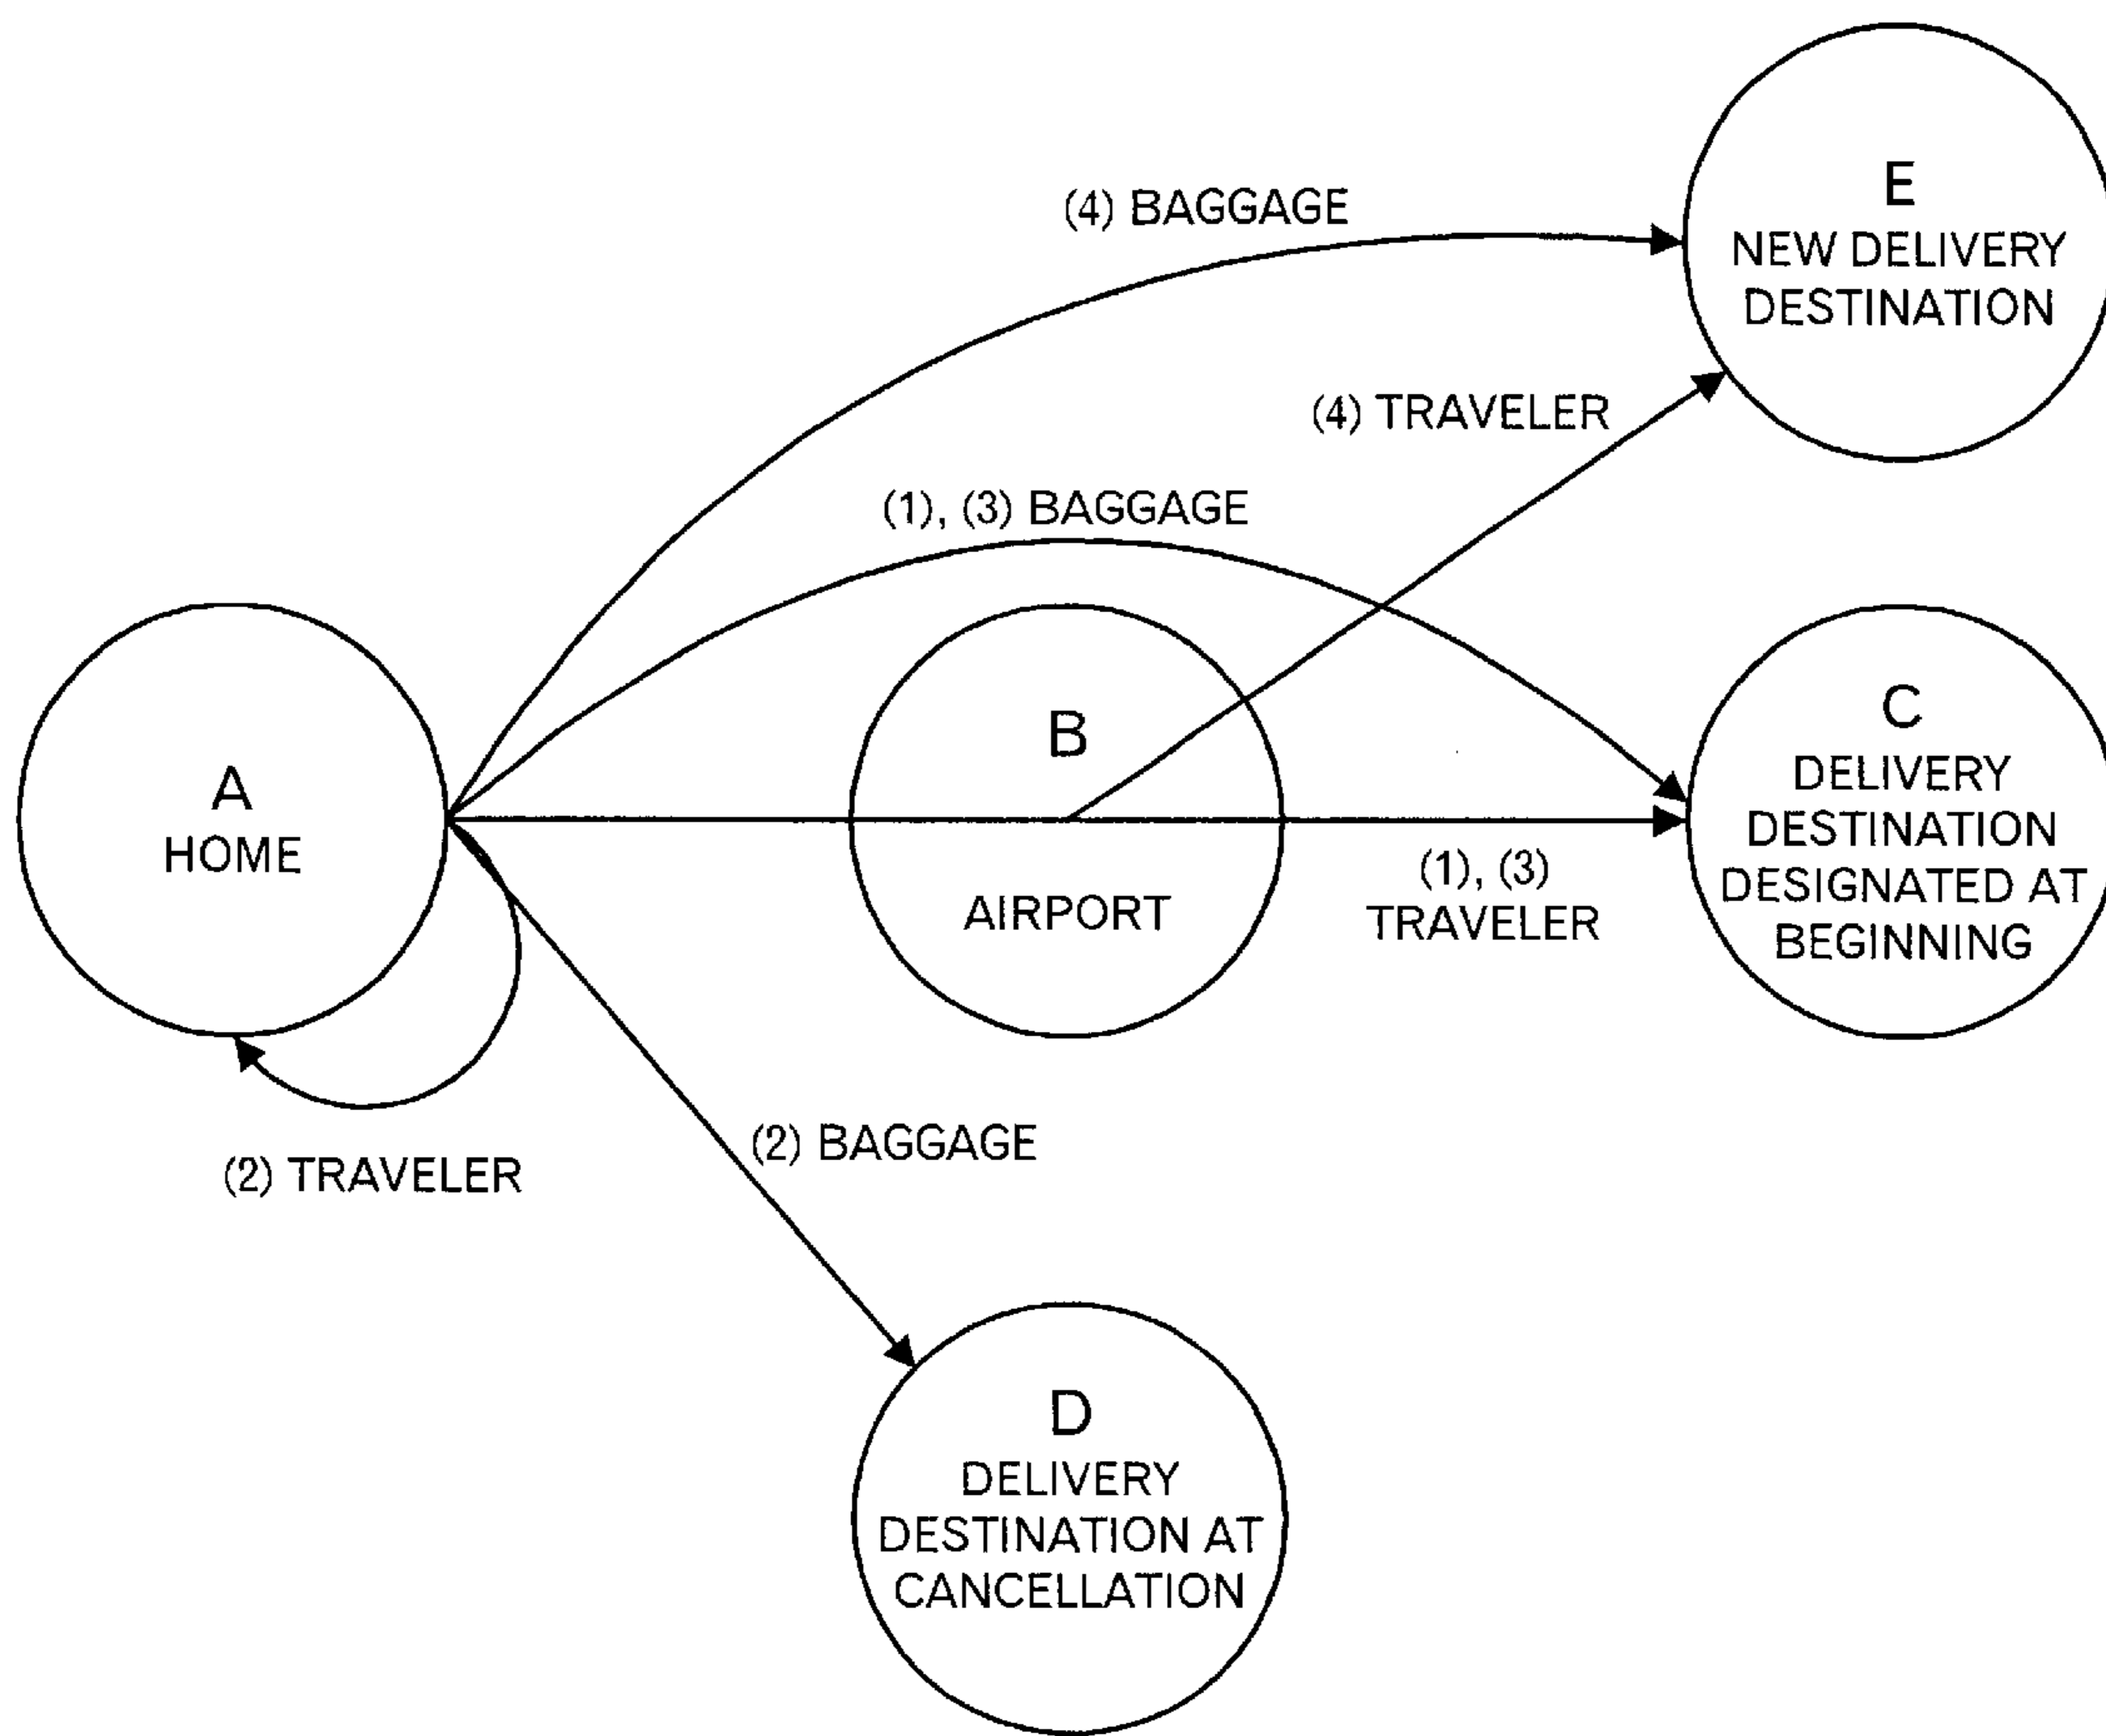 (4) BAGGAGE
E
NEW DELIVERY
DESTINATION
(4) TRAVELER
(1), (3) BAGGAGE
A
HOME
B
AIRPORT
C
DELIVERY
DESTINATION
DESIGNATED AT
BEGINNING
(1), (3)
TRAVELER
(2) TRAVELER
(2) BAGGAGE
D
DELIVERY
DESTINATION AT
CANCELLATION